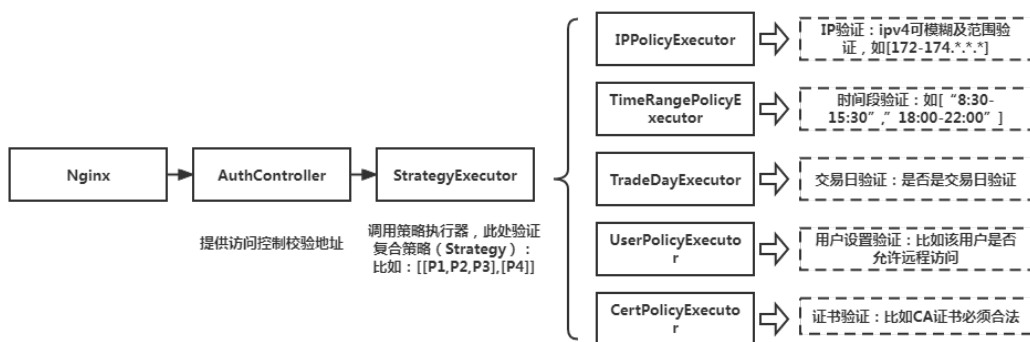 Nginx
AuthController
提供访问控制校验地址
StrategyExecutor
调用策略执行器，此处验证
复合策略（Strategy）：
比如：[[P1,P2,P3],[P4]]
IPPolicyExecutor
IP验证：ipv4可模糊及范围验
证，如[172-174.*.*.*]
TimeRangePolicyE
xecutor
时间段验证：如[“8:30-
15:30”,”18:00-22:00”]
TradeDayExecutor
交易日验证：是否是交易日验证
UserPolicyExecuto
r
用户设置验证：比如该用户是否
允许远程访问
CertPolicyExecuto
r
证书验证：比如CA证书必须合法